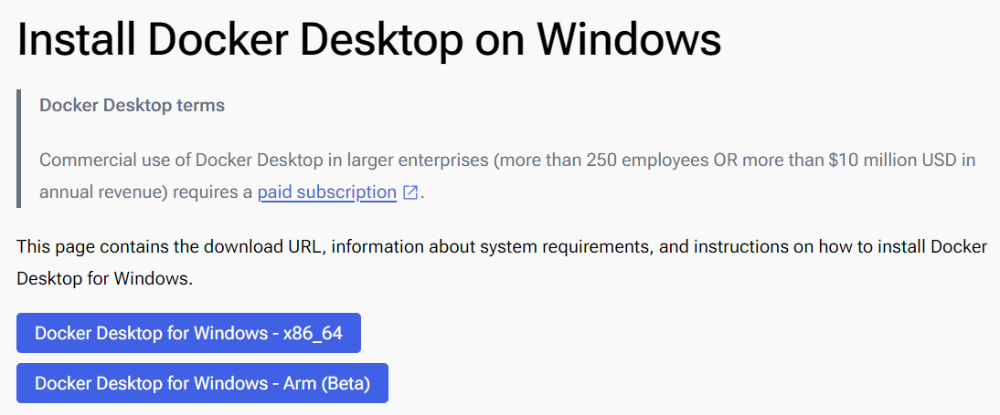 Install Docker Desktop on Windows
Docker Desktop terms
Commercial use of Docker Desktop in larger enterprises (more than 250 employees OR more than $10 million USD in
annual revenue) requires a paid subscription.
This page contains the download URL, information about system requirements, and instructions on how to install Docker
Desktop for Windows.
Docker Desktop for Windows - x86_64
Docker Desktop for Windows - Arm (Beta)